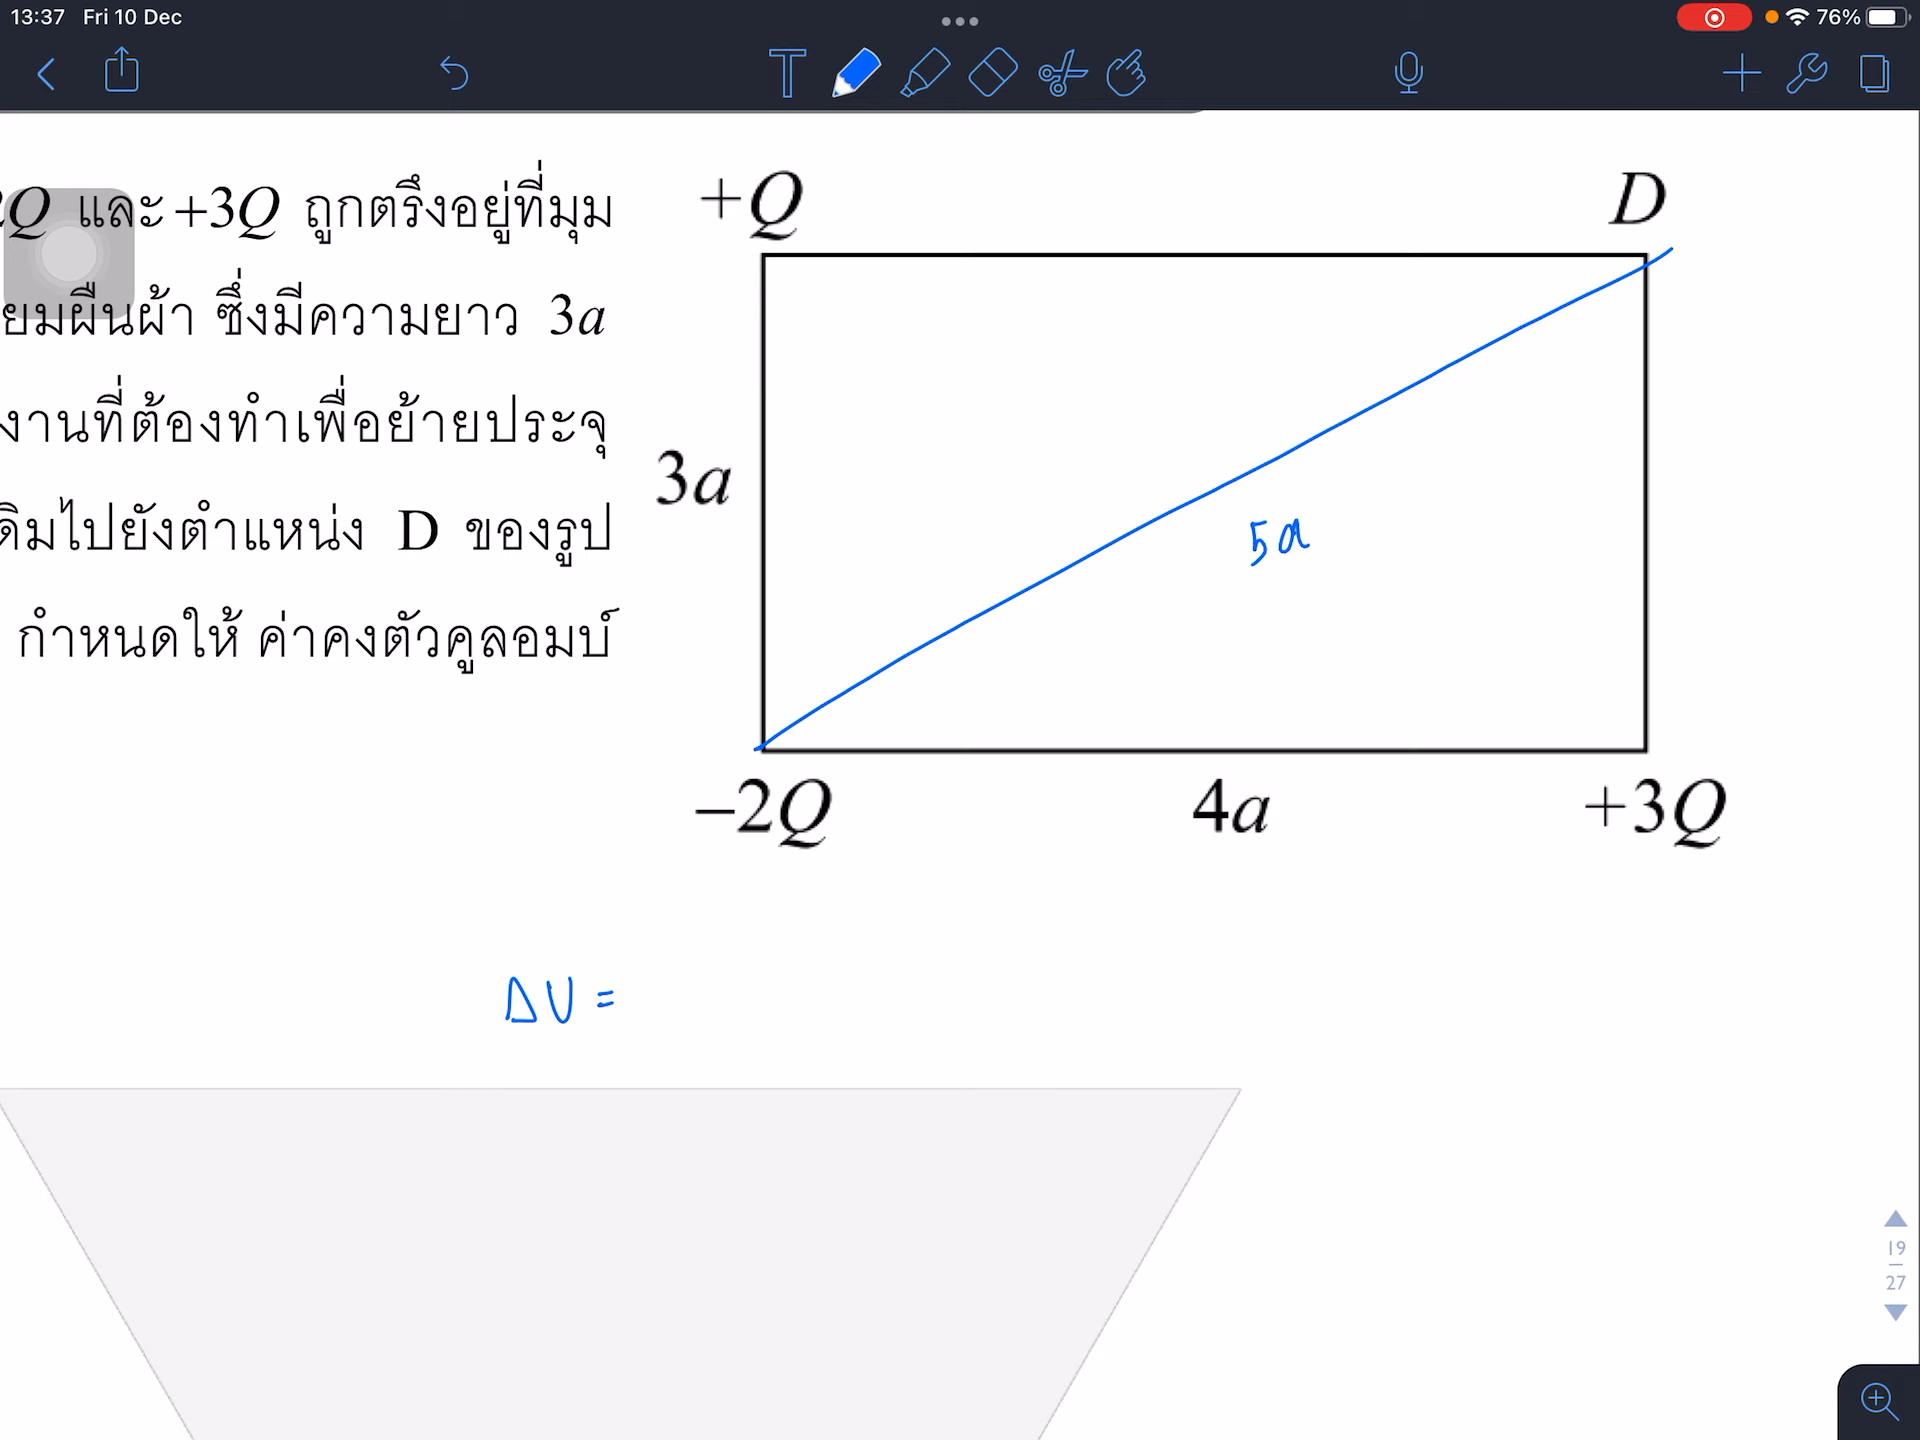 13:37 Fri 10 Dec
76%
2Q และ +3Q ถูกตรึงอยู่ที่มุม
ยมผืนผ้า ซึ่งมีความยาว 3a
งานที่ต้องทำเพื่อย้ายประจุ
ดิมไปยังตำแหน่ง D ของรูป
กำหนดให้ ค่าคงตัวคูลอมบ์
+Q D
3a
5a
−2Q 4a +3Q
ΔU =
19
27